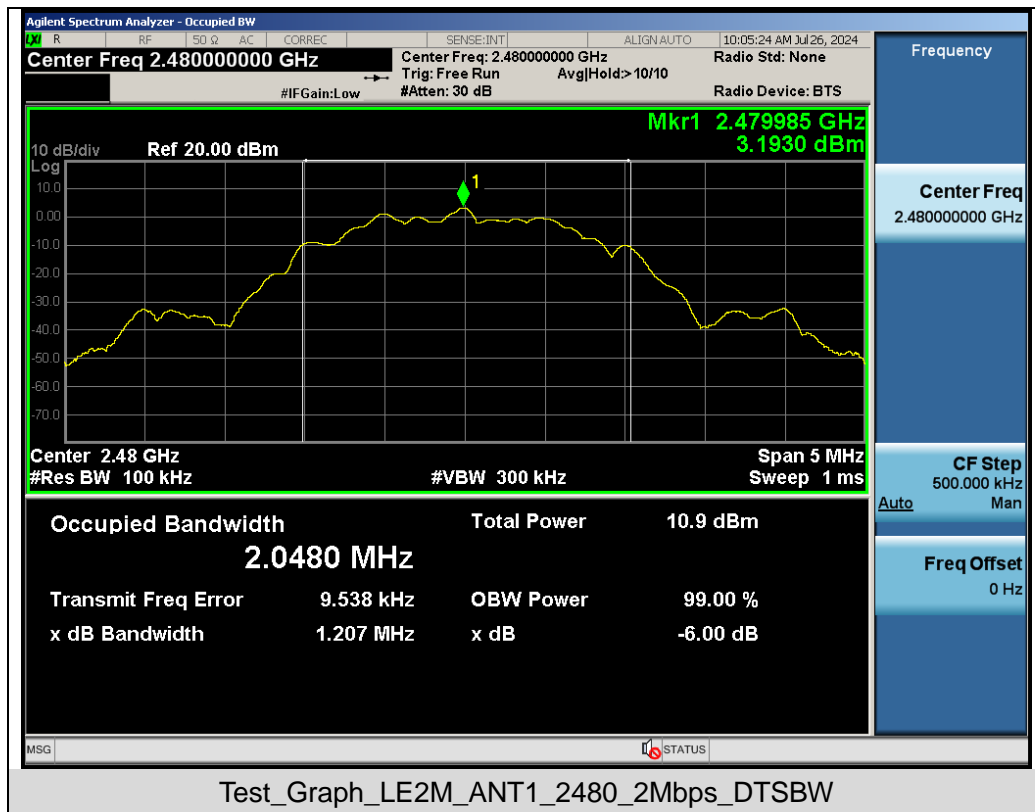 Agilent Spectrum Analyzer - Occupied BW
LXI R RF 50 Ω AC CORREC SENSE:INT ALIGN AUTO 10:05:24 AM Jul 26, 2024
Center Freq 2.480000000 GHz
Center Freq: 2.480000000 GHz
Radio Std: None
Trig: Free Run Avg|Hold:> 10/10
#IFGain:Low
#Atten: 30 dB
Radio Device: BTS
Mkr1 2.479985 GHz
3.1930 dBm
10 dB/div Ref 20.00 dBm
Log
10.0
0.00
-10.0
-20.0
-30.0
-40.0
-50.0
-60.0
-70.0
1
Center 2.48 GHz Span 5 MHz
#Res BW 100 kHz #VBW 300 kHz Sweep 1 ms
Occupied Bandwidth Total Power 10.9 dBm
2.0480 MHz
Transmit Freq Error 9.538 kHz OBW Power 99.00 %
x dB Bandwidth 1.207 MHz x dB -6.00 dB
Frequency
Center Freq
2.480000000 GHz
CF Step
500.000 kHz
Auto Man
Freq Offset
0 Hz
MSG STATUS
Test_Graph_LE2M_ANT1_2480_2Mbps_DTSBW